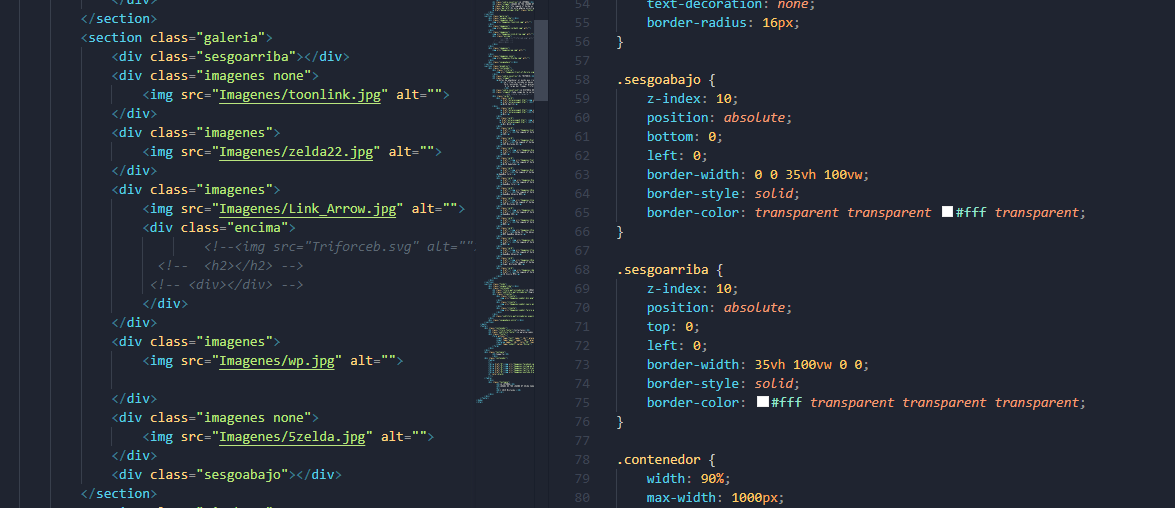 </div>
</section>
<section class="galeria">
<div class="sesgoarriba"></div>
<div class="imagenes none">
<img src="Imagenes/toonlink.jpg" alt="">
</div>
<div class="imagenes">
<img src="Imagenes/zelda22.jpg" alt="">
</div>
<div class="imagenes">
<img src="Imagenes/Link_Arrow.jpg" alt="">
<div class="encima">
<!--<img src="Triforceb.svg" alt="".
<!--  <h2></h2> -->
<!-- <div></div> -->
</div>
</div>
<div class="imagenes">
<img src="Imagenes/wp.jpg" alt="">
</div>
<div class="imagenes none">
<img src="Imagenes/5zelda.jpg" alt="">
</div>
<div class="sesgoabajo"></div>
</section>
54 text-decoration: none;
55 border-radius: 16px;
56 }
57
58 .sesgoabajo {
59 z-index: 10;
60 position: absolute;
61 bottom: 0;
62 left: 0;
63 border-width: 0 0 35vh 100vw;
64 border-style: solid;
65 border-color: transparent transparent #fff transparent;
66 }
67
68 .sesgoarriba {
69 z-index: 10;
70 position: absolute;
71 top: 0;
72 left: 0;
73 border-width: 35vh 100vw 0 0;
74 border-style: solid;
75 border-color: #fff transparent transparent transparent;
76 }
77
78 .contenedor {
79 width: 90%;
80 max-width: 1000px;